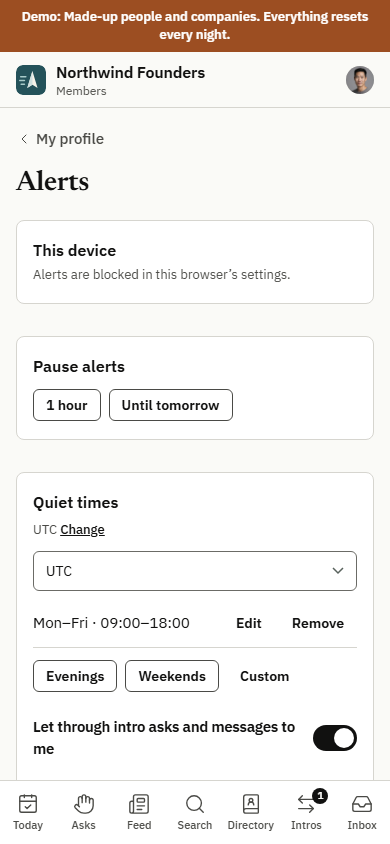 Demo: Made-up people and companies. Everything resets
every night.
Northwind Founders
Members
My profile
Alerts
This device
Alerts are blocked in this browser’s settings.
Pause alerts
1 hour
Until tomorrow
Quiet times
UTC Change
UTC
Mon–Fri · 09:00–18:00
Edit
Remove
Evenings
Weekends
Custom
Let through intro asks and messages to
me
1
Today
Asks
Feed
Search
Directory
Intros
Inbox